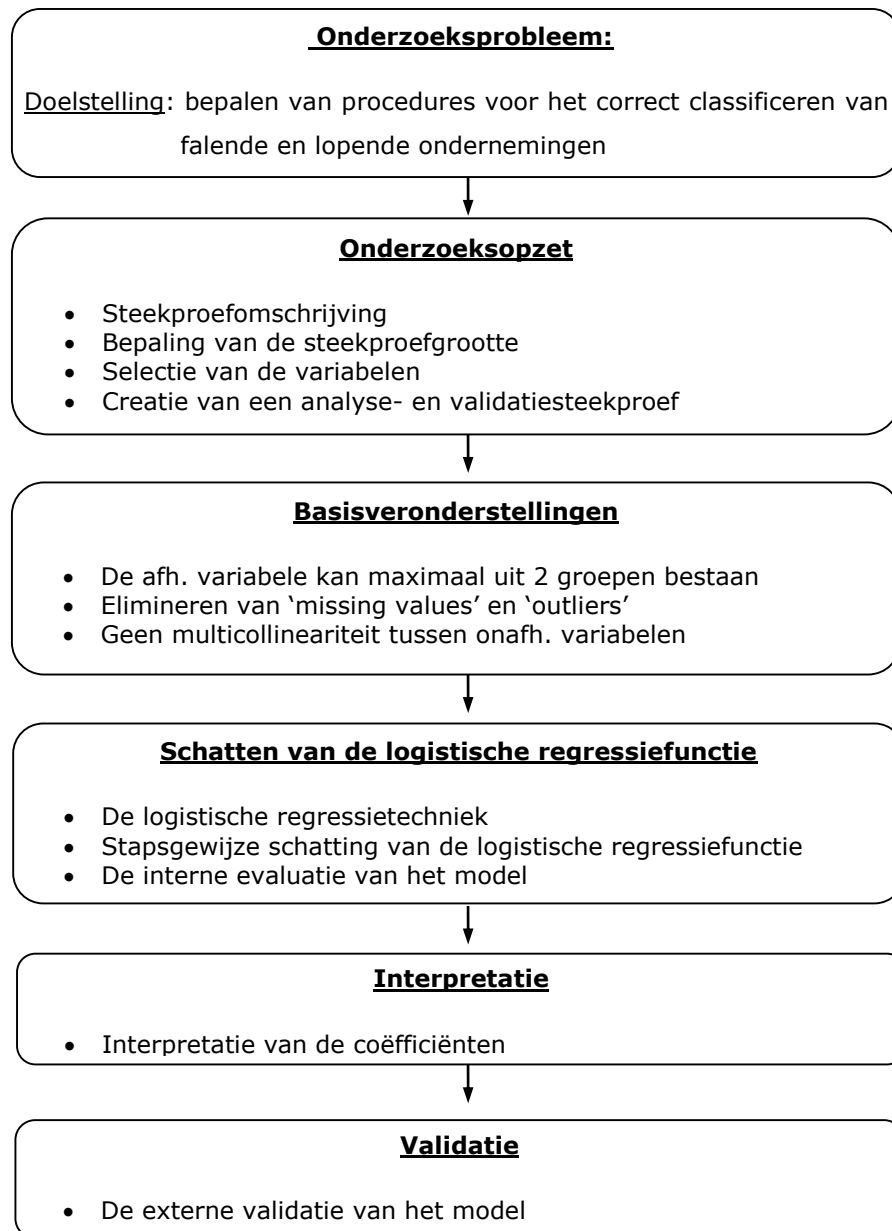 Onderzoeksprobleem:
Doelstelling: bepalen van procedures voor het correct classificeren van
falende en lopende ondernemingen
Onderzoeksopzet
• Steekproefomschrijving
• Bepaling van de steekproefgrootte
• Selectie van de variabelen
• Creatie van een analyse- en validatiesteekproef
Basisveronderstellingen
• De afh. variabele kan maximaal uit 2 groepen bestaan
• Elimineren van ‘missing values’ en ‘outliers’
• Geen multicollineariteit tussen onafh. variabelen
Schatten van de logistische regressiefunctie
• De logistische regressietechniek
• Stapsgewijze schatting van de logistische regressiefunctie
• De interne evaluatie van het model
Interpretatie
• Interpretatie van de coëfficiënten
Validatie
• De externe validatie van het model